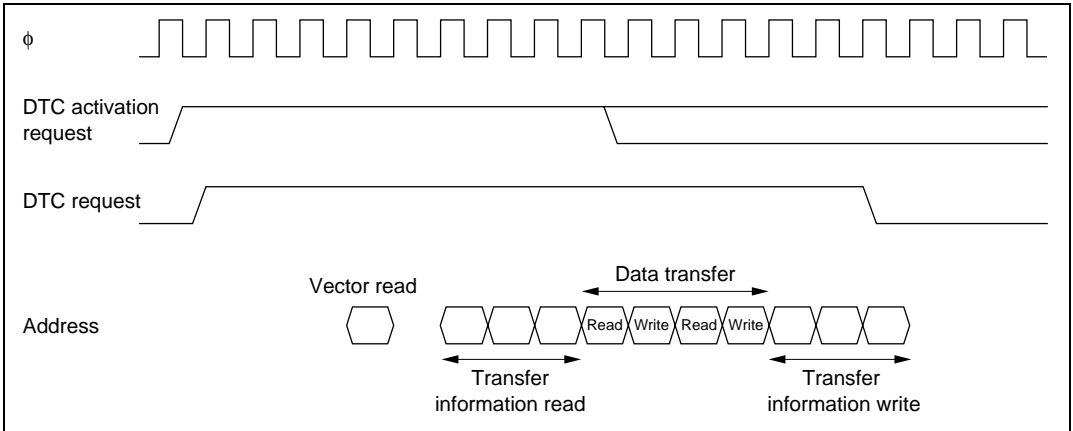 ϕ
DTC activation
request
DTC request
Vector read
Data transfer
Address
Read Write Read Write
Transfer
information read
Transfer
information write